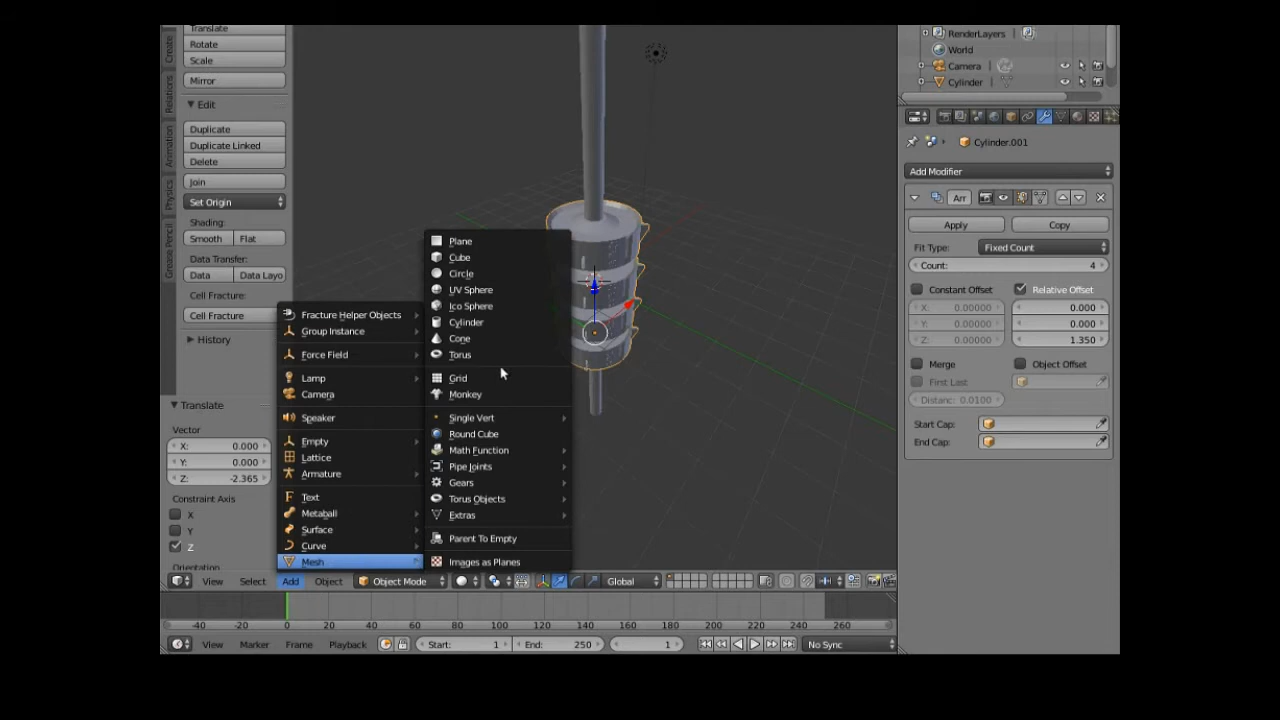 Translate
Rotate
Scale
Mirror
Edit
Duplicate
Duplicate Linked
Delete
Join
Set Origin
Shading:
Smooth Flat
Data Transfer:
Data Data Layo
Cell Fracture:
Cell Fracture
History
Create
Relations
Animation
Physics
Grease Pencil
Translate
Vector
X: 0.000
Y: 0.000
Z: -2.365
Constraint Axis
X
Y
Z
Orientation
Fracture Helper Objects
Group Instance
Force Field
Lamp
Camera
Speaker
Empty
Lattice
Armature
Text
Metaball
Surface
Curve
Mesh
Plane
Cube
Circle
UV Sphere
Ico Sphere
Cylinder
Cone
Torus
Grid
Monkey
Single Vert
Round Cube
Math Function
Pipe Joints
Gears
Torus Objects
Extras
Parent To Empty
Images as Planes
View Select Add Object Object Mode Global
-40 -20 0 20 40 60 80 100 120 140 160 180 200 220 240 260
View Marker Frame Playback Start: 1 End: 250 1 No Sync
RenderLayers
World
Camera
Cylinder
Cylinder.001
Add Modifier
Arr
Apply Copy
Fit Type: Fixed Count
Count: 4
Constant Offset Relative Offset
X: 0.00000 0.000
Y: 0.00000 0.000
Z: 0.00000 1.350
Merge Object Offset
First Last
Distanc: 0.0100
Start Cap:
End Cap: